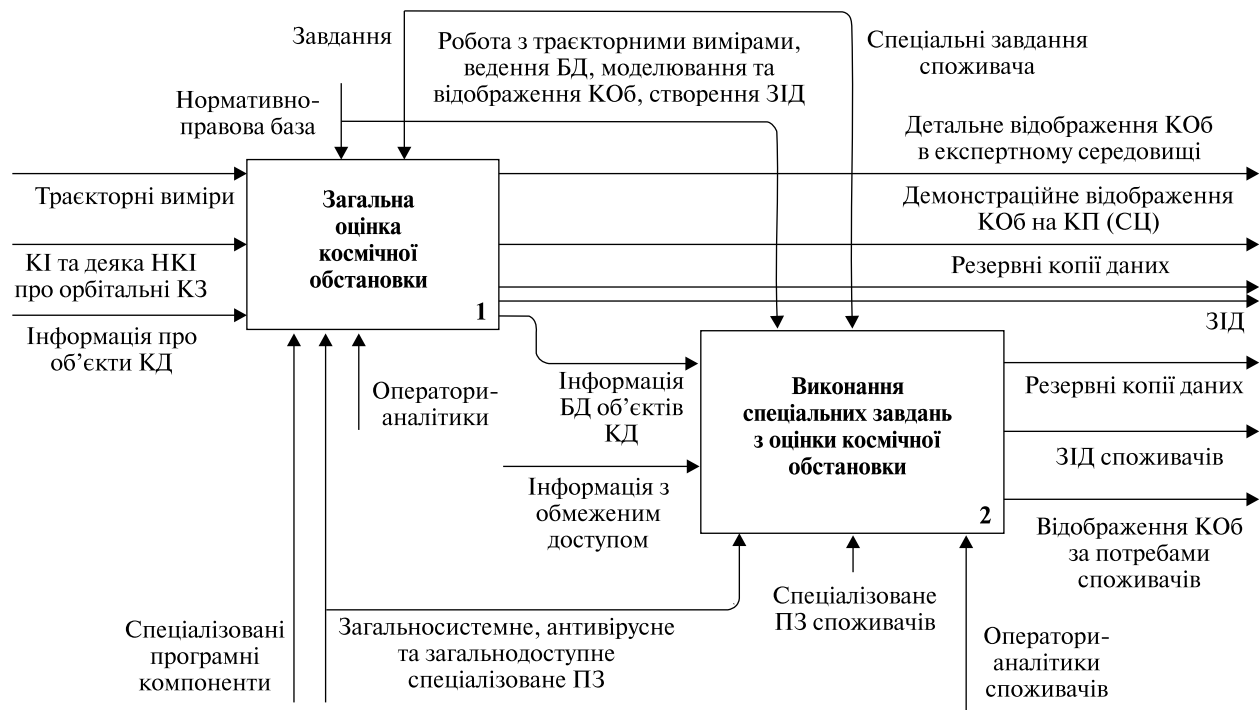 Завдання
Робота з траєкторними вимірами,
ведення БД, моделювання та
відображення КОб, створення ЗІД
Спеціальні завдання
споживача
Нормативно-
правова база
Детальне відображення КОб
в експертному середовищі
Траєкторні виміри
Загальна
оцінка
космічної
обстановки
1
Демонстраційне відображення
КОб на КП (СЦ)
КІ та деяка НКІ
про орбітальні КЗ
Резервні копії даних
ЗІД
Інформація про
об’єкти КД
Оператори-
аналітики
Інформація
БД об’єктів
КД
Виконання
спеціальних завдань
з оцінки космічної
обстановки
2
Резервні копії даних
ЗІД споживачів
Інформація з
обмеженим
доступом
Відображення КОб
за потребами
споживачів
Спеціалізовані
програмні
компоненти
Загальносистемне, антивірусне
та загальнодоступне
спеціалізоване ПЗ
Спеціалізоване
ПЗ споживачів
Оператори-
аналітики
споживачів